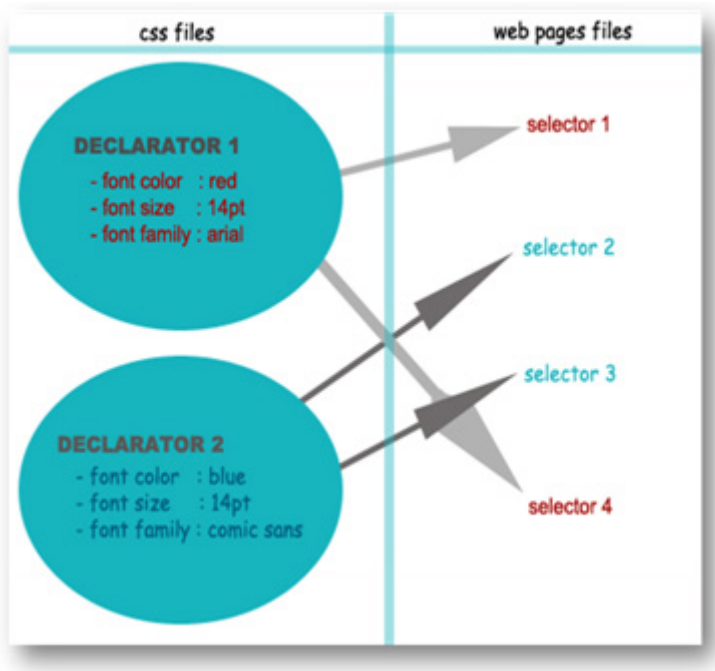 css files
web pages files
DECLARATOR 1
- font color : red
- font size : 14pt
- font family : arial
selector 1
selector 2
selector 3
DECLARATOR 2
- font color : blue
- font size : 14pt
- font family : comic sans
selector 4